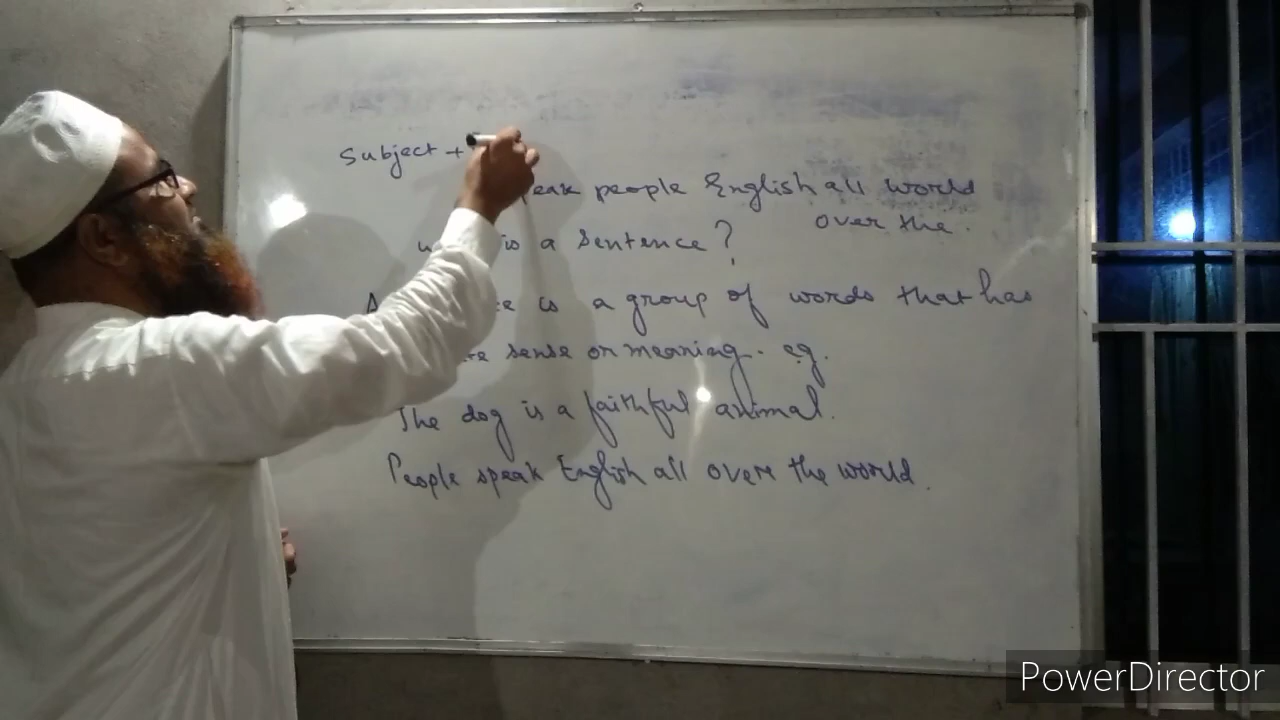 Subject +
people English all world
over the.
is a sentence?
is a group of words that has
sense or meaning. eg.
The dog is a faithful animal.
People speak English all over the world.
PowerDirector